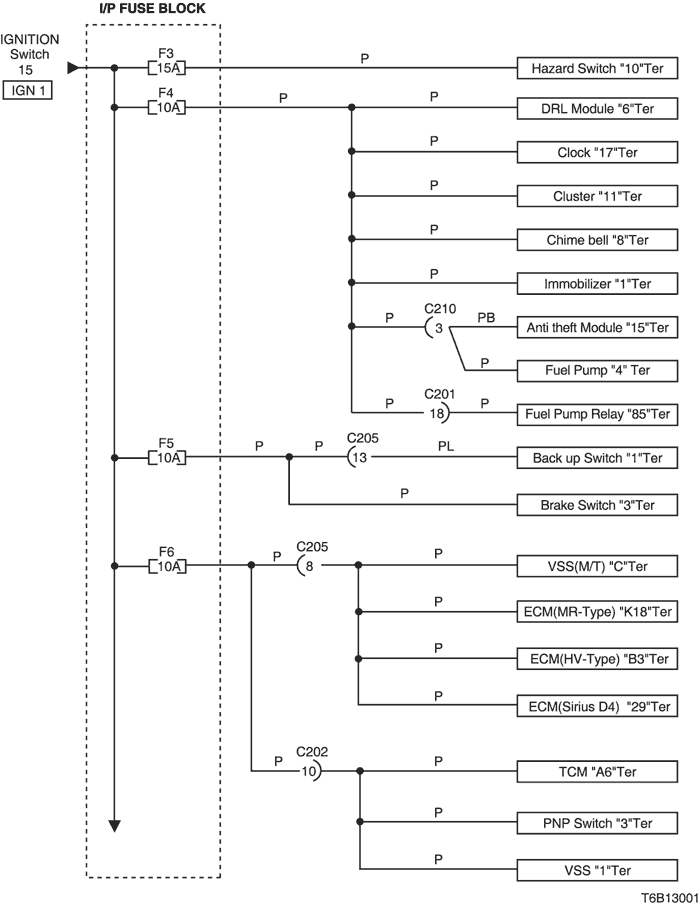 I/P FUSE BLOCK
IGNITION
Switch
15
IGN 1
F3
15A
P
Hazard Switch "10"Ter
F4
10A
P
P
DRL Module "6"Ter
P
Clock "17"Ter
P
Cluster "11"Ter
P
Chime bell "8"Ter
P
Immobilizer "1"Ter
P
C210
3
PB
Anti theft Module "15"Ter
P
Fuel Pump "4" Ter
P
C201
18
P
Fuel Pump Relay "85"Ter
F5
10A
P
P
C205
13
PL
Back up Switch "1"Ter
P
Brake Switch "3"Ter
F6
10A
P
C205
8
P
VSS(M/T) "C"Ter
P
ECM(MR-Type) "K18"Ter
P
ECM(HV-Type) "B3"Ter
P
ECM(Sirius D4) "29"Ter
P
C202
10
P
TCM "A6"Ter
P
PNP Switch "3"Ter
P
VSS "1"Ter
T6B13001